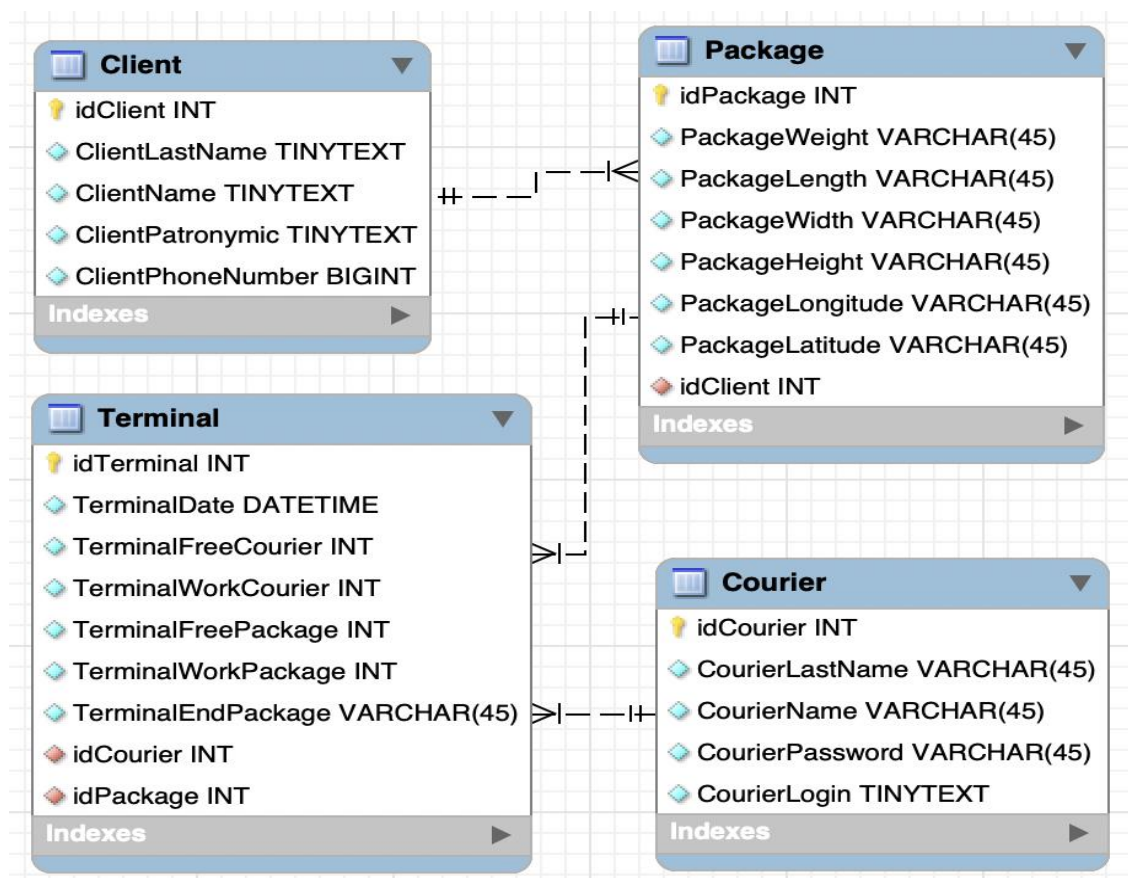 Client
idClient INT
ClientLastName TINYTEXT
ClientName TINYTEXT
ClientPatronymic TINYTEXT
ClientPhoneNumber BIGINT
Indexes
Package
idPackage INT
PackageWeight VARCHAR(45)
PackageLength VARCHAR(45)
PackageWidth VARCHAR(45)
PackageHeight VARCHAR(45)
PackageLongitude VARCHAR(45)
PackageLatitude VARCHAR(45)
idClient INT
Indexes
Terminal
idTerminal INT
TerminalDate DATETIME
TerminalFreeCourier INT
TerminalWorkCourier INT
TerminalFreePackage INT
TerminalWorkPackage INT
TerminalEndPackage VARCHAR(45)
idCourier INT
idPackage INT
Indexes
Courier
idCourier INT
CourierLastName VARCHAR(45)
CourierName VARCHAR(45)
CourierPassword VARCHAR(45)
CourierLogin TINYTEXT
Indexes